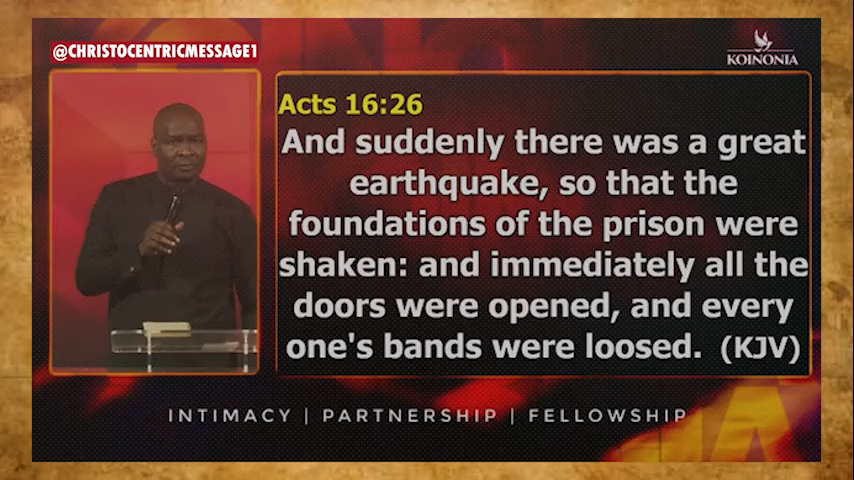 @CHRISTOCENTRICMESSAGE1
KOINONIA
Acts 16:26
And suddenly there was a great
earthquake, so that the
foundations of the prison were
shaken: and immediately all the
doors were opened, and every
one's bands were loosed. (KJV)
INTIMACY | PARTNERSHIP | FELLOWSHIP